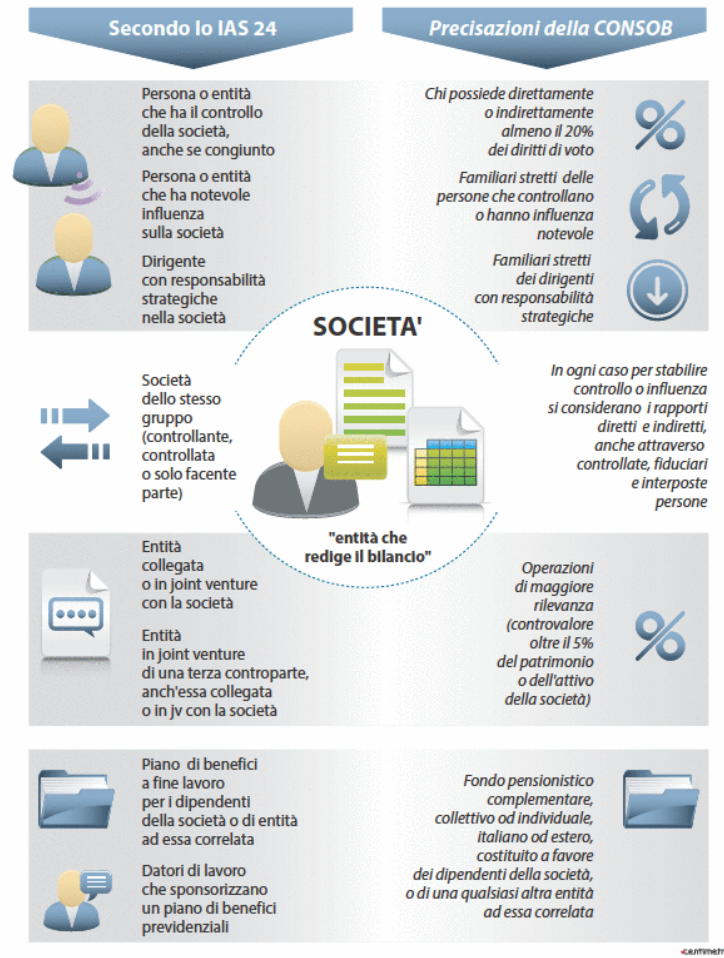 Secondo lo IAS 24
Precisazioni della CONSOB
Persona o entità
che ha il controllo
della società,
anche se congiunto
Persona o entità
che ha notevole
influenza
sulla società
Dirigente
con responsabilità
strategiche
nella società
Chi possiede direttamente
o indirettamente
almeno il 20%
dei diritti di voto
Familiari stretti delle
persone che controllano
o hanno influenza
notevole
Familiari stretti
dei dirigenti
con responsabilità
strategiche
SOCIETA'
Società
dello stesso
gruppo
(controllante,
controllata
o solo facente
parte)
"entità che
redige il bilancio"
In ogni caso per stabilire
controllo o influenza
si considerano i rapporti
diretti e indiretti,
anche attraverso
controllate, fiduciari
e interposte
persone
Entità
collegata
o in joint venture
con la società
Entità
in joint venture
di una terza controparte,
anch'essa collegata
o in jv con la società
Operazioni
di maggiore
rilevanza
(controvalore
oltre il 5%
del patrimonio
o dell'attivo
della società)
Piano di benefici
a fine lavoro
per i dipendenti
della società o di entità
ad essa correlata
Datori di lavoro
che sponsorizzano
un piano di benefici
previdenziali
Fondo pensionistico
complementare,
collettivo od individuale,
italiano od estero,
costituito a favore
dei dipendenti della società,
o di una qualsiasi altra entità
ad essa correlata
centimetri